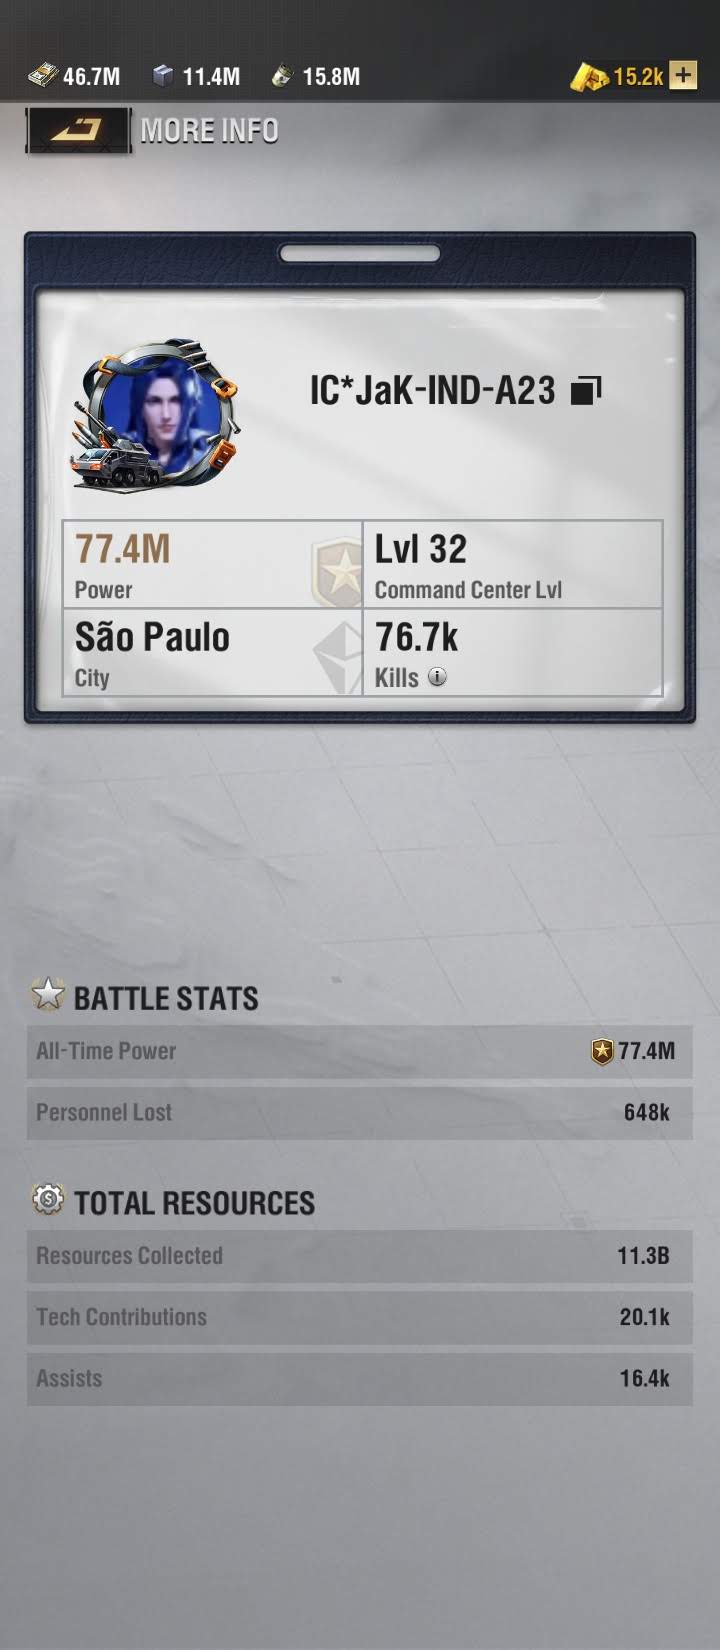 46.7M 11.4M 15.8M 15.2k
MORE INFO
IC*JaK-IND-A23
77.4M Lvl 32
Power Command Center Lvl
São Paulo 76.7k
City Kills
BATTLE STATS
All-Time Power 77.4M
Personnel Lost 648k
TOTAL RESOURCES
Resources Collected 11.3B
Tech Contributions 20.1k
Assists 16.4k